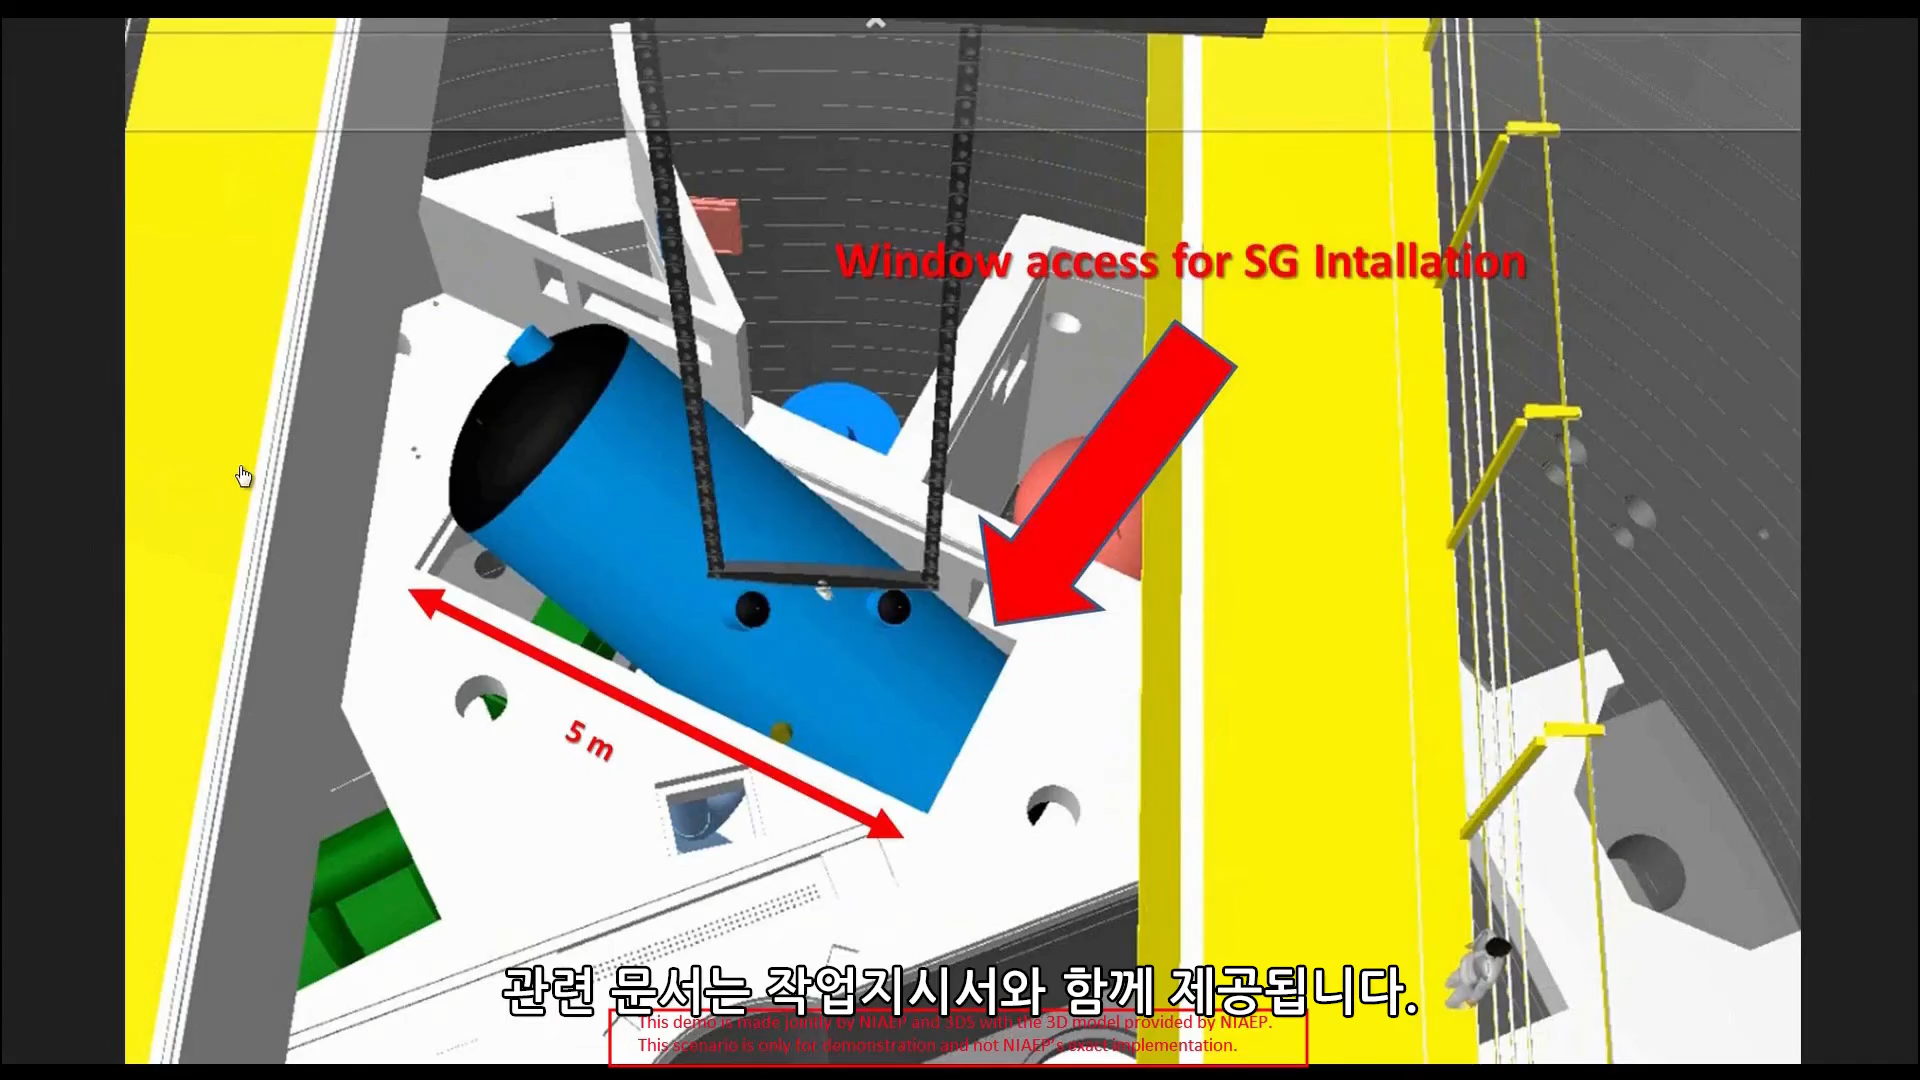 Window access for SG Intallation
5 m
관련 문서는 작업지시서와 함께 제공됩니다.
This demo is made jointly by NIAEP and 3DS with the 3D model provided by NIAEP.
This scenario is only for demonstration and not NIAEP's exact implementation.